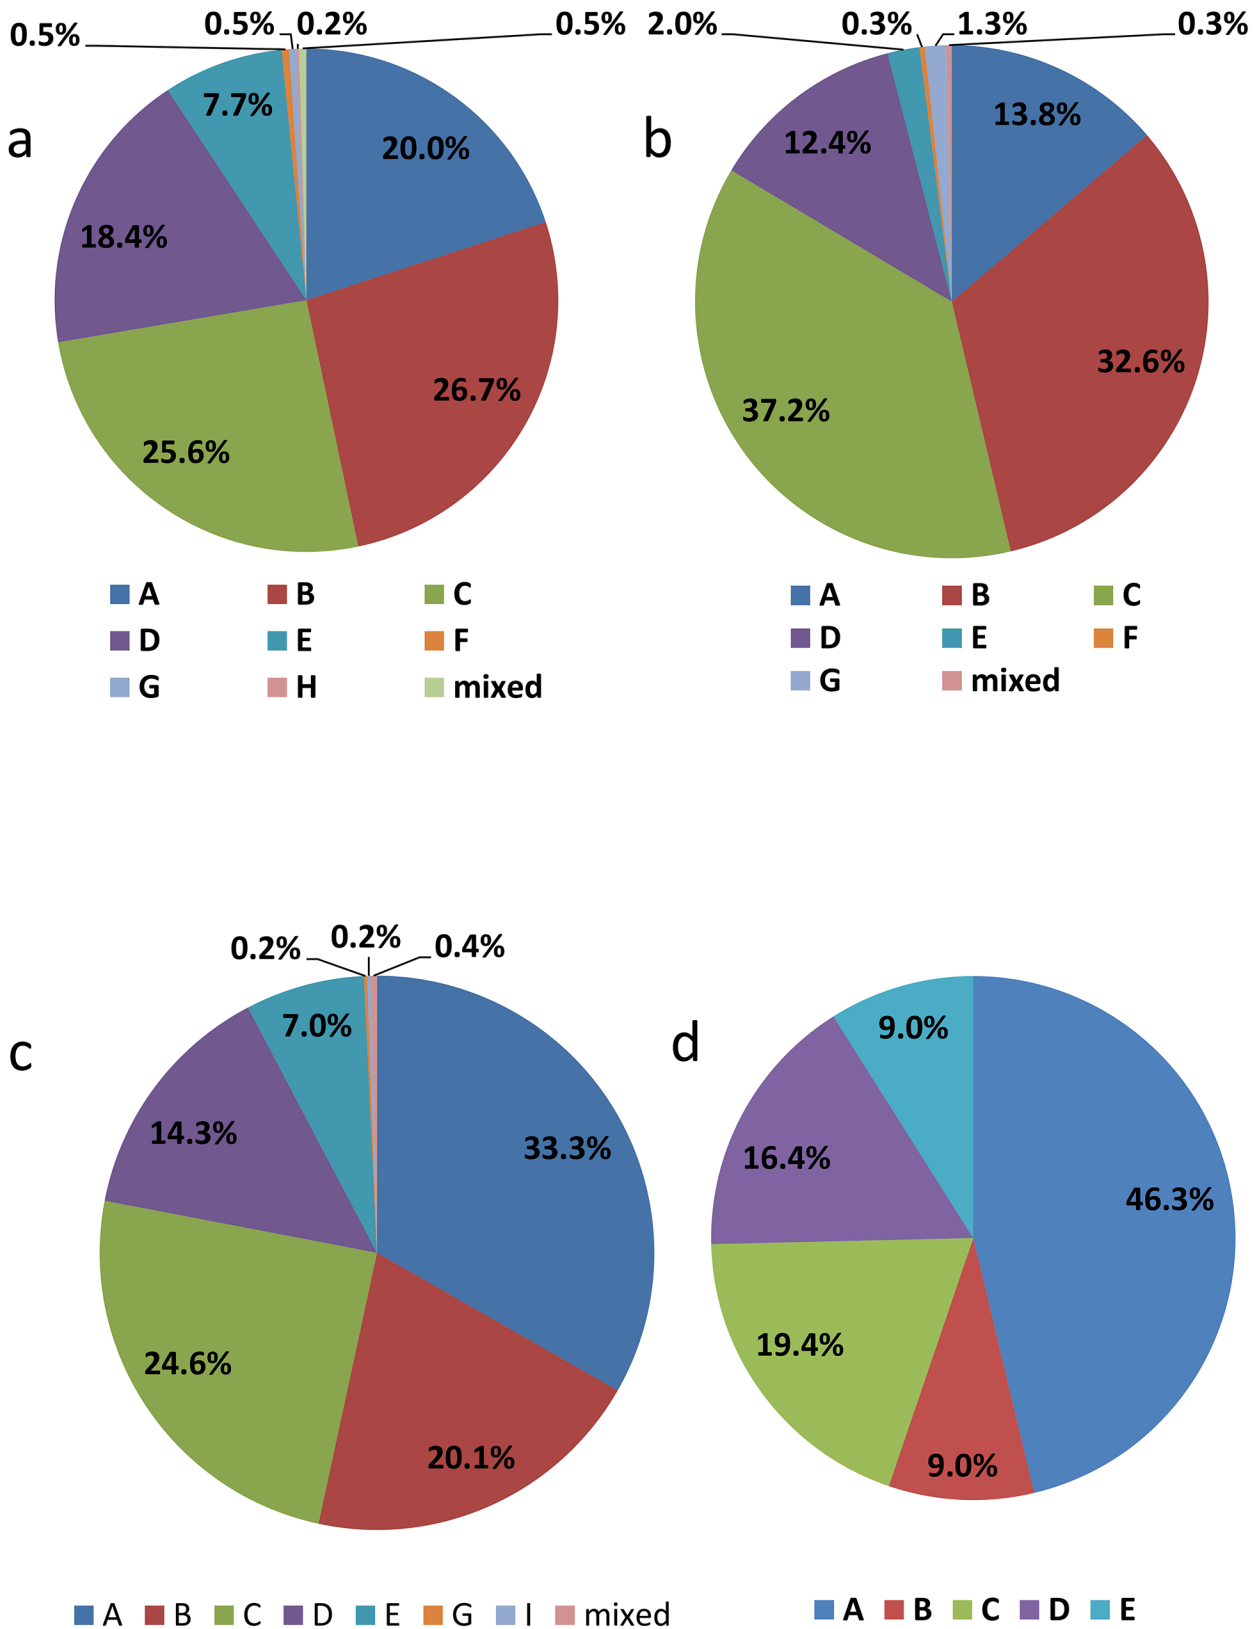 0.5% 0.5% 0.2% 0.5%
a
7.7%
20.0%
18.4%
26.7%
25.6%
A B C
D E F
G H mixed
2.0% 0.3% 1.3% 0.3%
b
13.8%
12.4%
32.6%
37.2%
A B C
D E F
G mixed
0.2% 0.2% 0.4%
c
7.0%
14.3%
33.3%
24.6%
20.1%
A B C D E G I mixed
d
9.0%
16.4%
46.3%
19.4%
9.0%
A B C D E